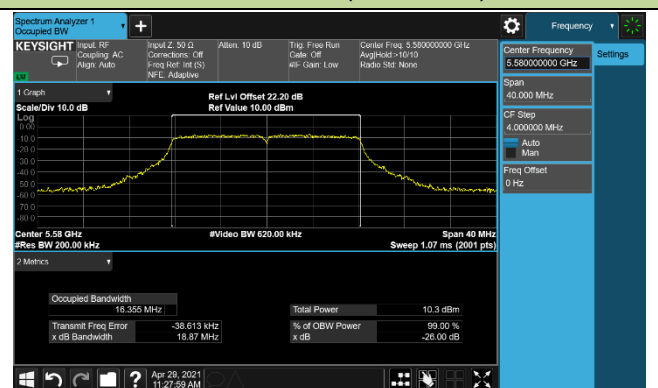 Spectrum Analyzer 1
Occupied BW
+
Frequency
KEYSIGHT
Input: RF
Coupling: AC
Align: Auto
Input Z: 50 Ω
Corrections: Off
Freq Ref: Int (S)
NFE: Adaptive
Atten: 10 dB
Trig: Free Run
Gate: Off
#IF Gain: Low
Center Freq: 5.580000000 GHz
Avg|Hold:>10/10
Radio Std: None
LM
Center Frequency
5.580000000 GHz
Settings
Span
40.000 MHz
CF Step
4.000000 MHz
Auto
Man
Freq Offset
0 Hz
1 Graph
Scale/Div 10.0 dB
Ref Lvl Offset 22.20 dB
Ref Value 10.00 dBm
Log
0.00
-10.0
-20.0
-30.0
-40.0
-50.0
-60.0
-70.0
-80.0
Center 5.58 GHz
#Video BW 620.00 kHz
Span 40 MHz
#Res BW 200.00 kHz
Sweep 1.07 ms (2001 pts)
2 Metrics
Occupied Bandwidth
16.355 MHz
Total Power 10.3 dBm
Transmit Freq Error -38.613 kHz
% of OBW Power 99.00 %
x dB Bandwidth 18.87 MHz
x dB -26.00 dB
?
Apr 29, 2021
11:27:59 AM